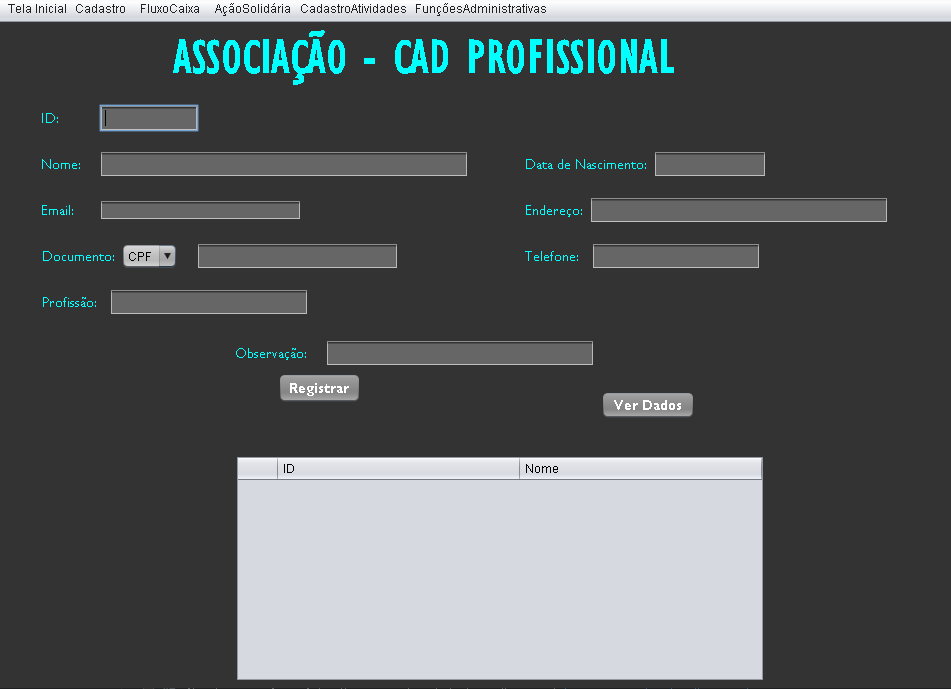 Tela Inicial Cadastro FluxoCaixa AçãoSolidária CadastroAtividades FunçõesAdministrativas
ASSOCIAÇÃO - CAD PROFISSIONAL
ID:
Nome: Data de Nascimento:
Email: Endereço:
Documento: CPF Telefone:
Profissão:
Observação:
Registrar
Ver Dados
ID Nome